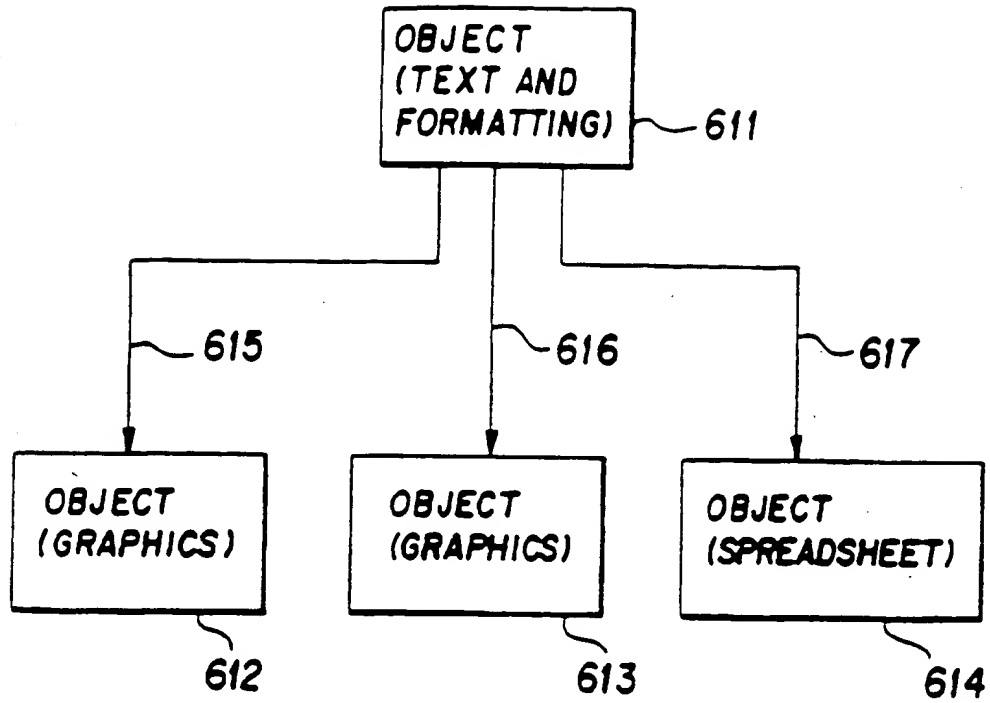 OBJECT
(TEXT AND
FORMATTING)
611
615
616
617
OBJECT
(GRAPHICS)
OBJECT
(GRAPHICS)
OBJECT
(SPREADSHEET)
612
613
614